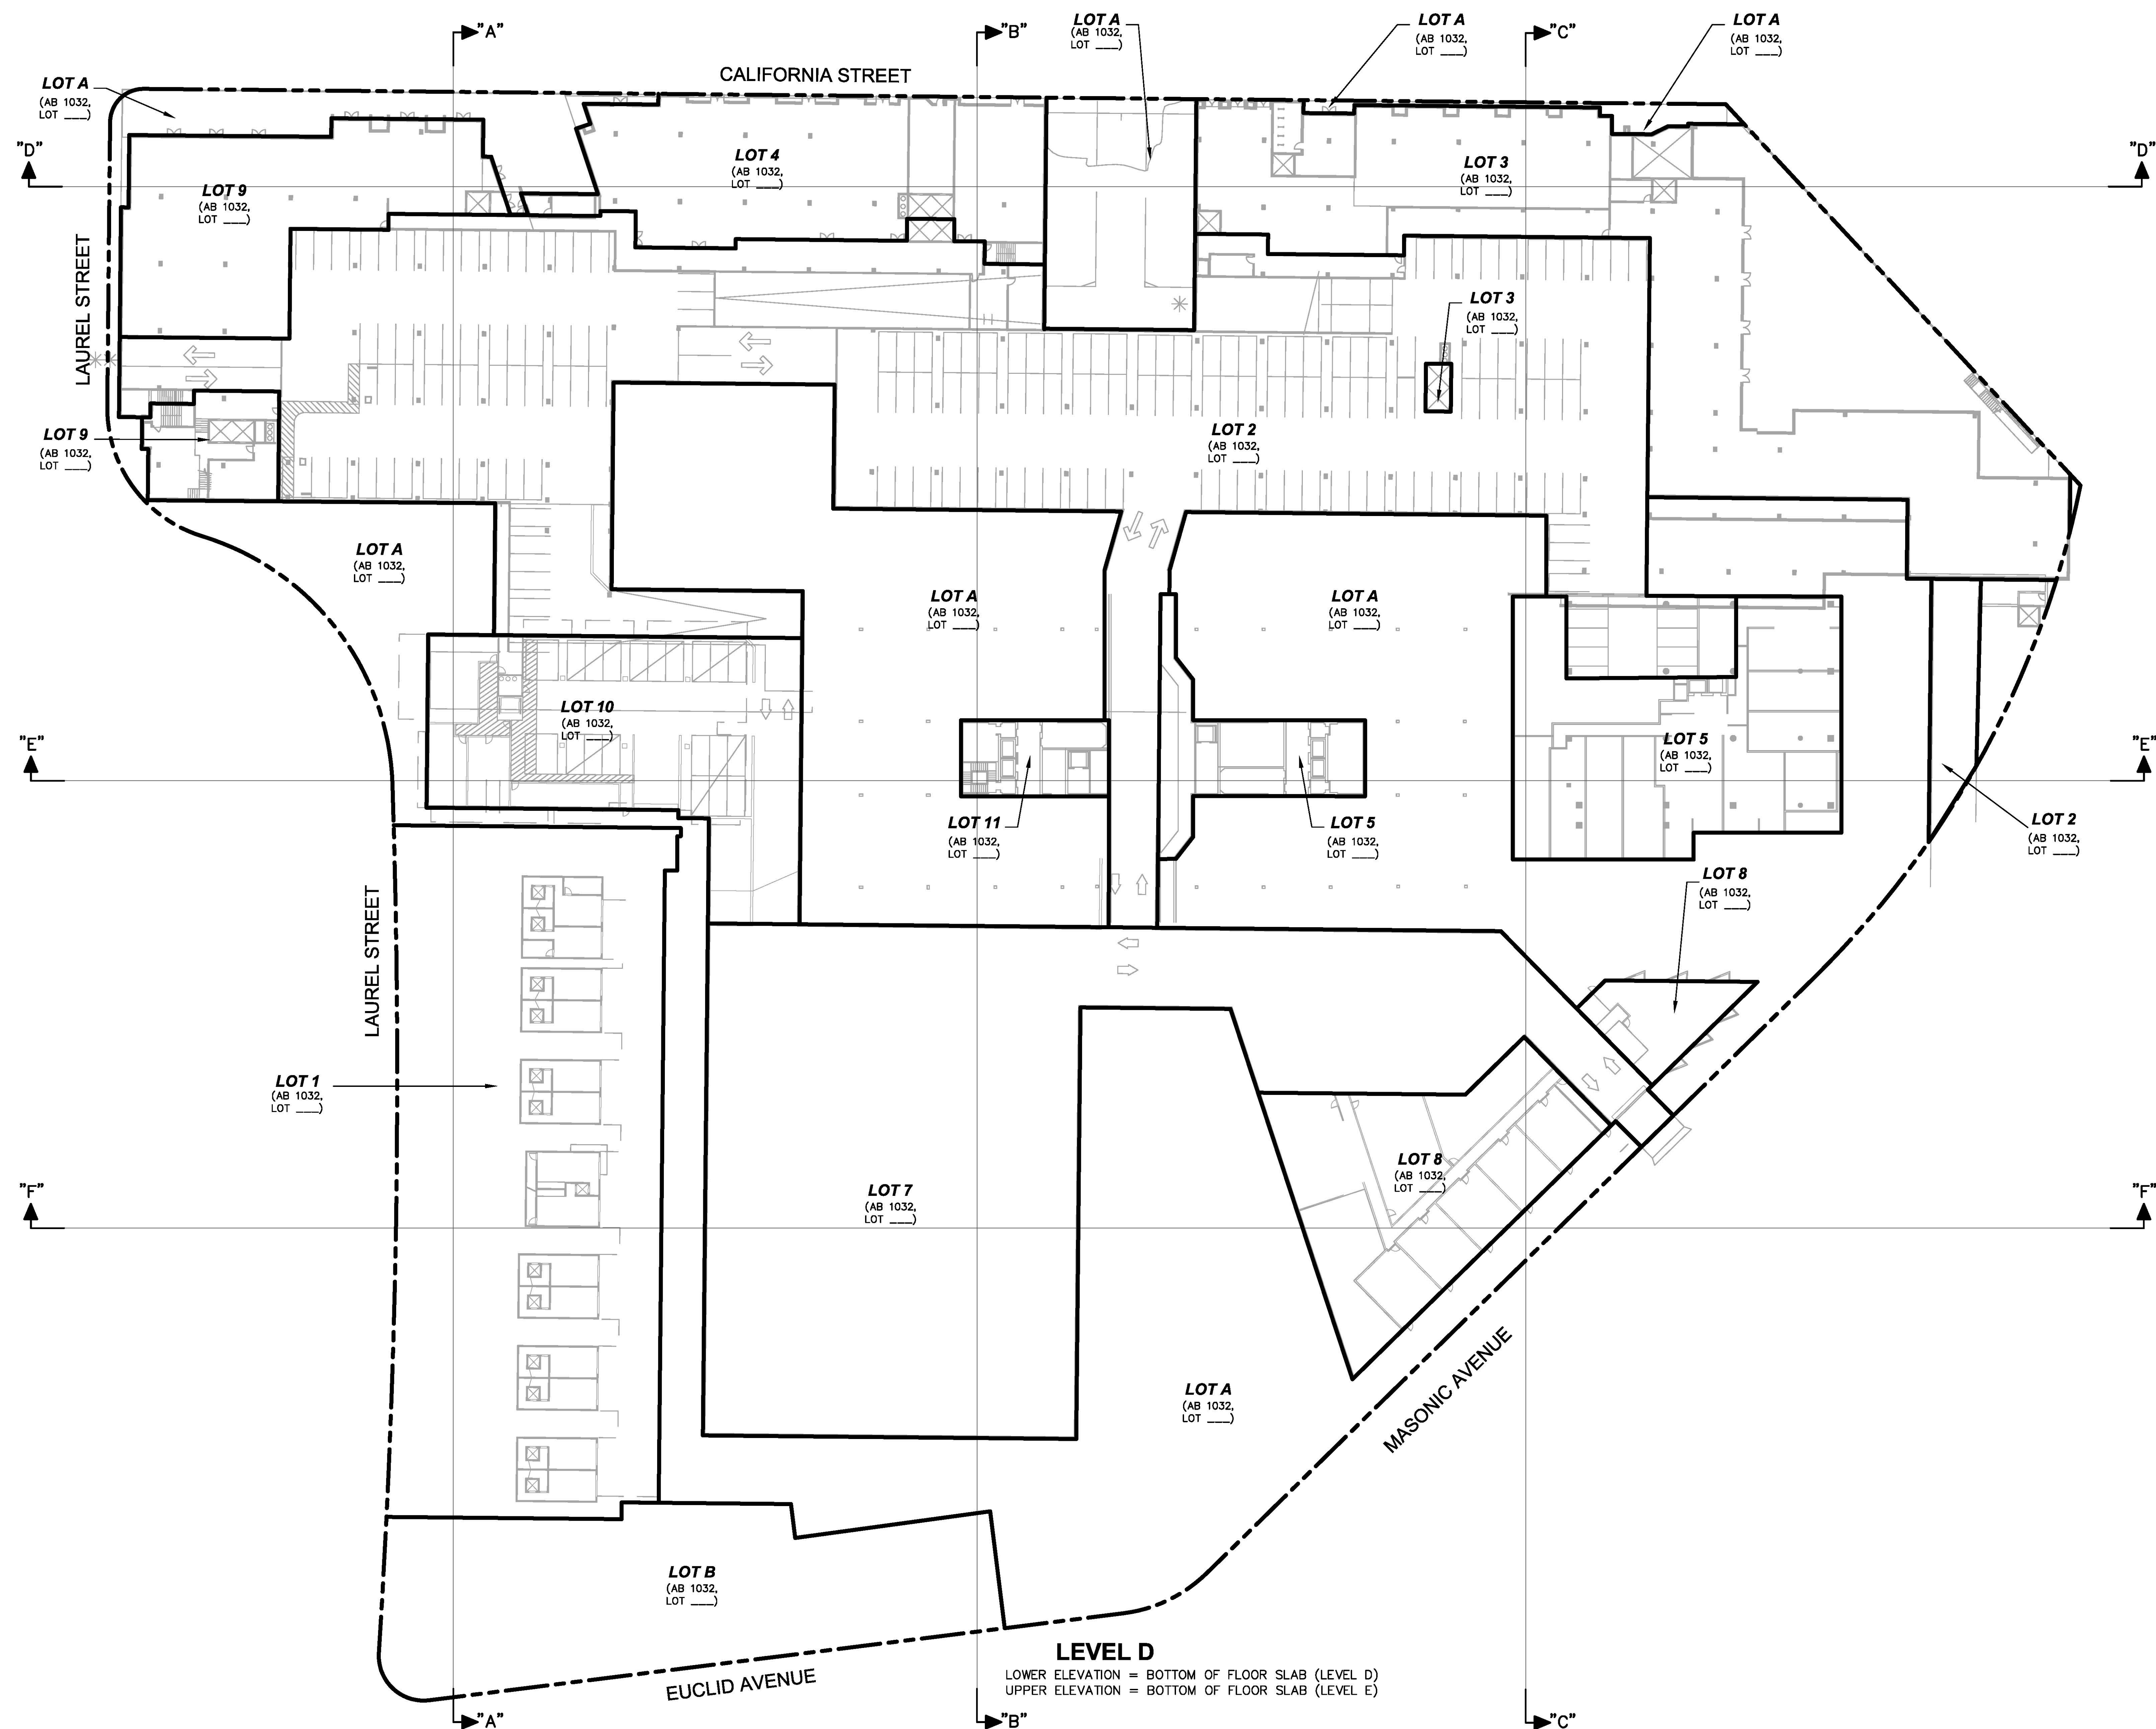 "A"
"B"
LOT A
(AB 1032,
LOT ___)
LOT A
(AB 1032,
LOT ___)
"C"
LOT A
(AB 1032,
LOT ___)
CALIFORNIA STREET
LOT A
(AB 1032,
LOT ___)
"D"
"D"
LOT 9
(AB 1032,
LOT ___)
LOT 4
(AB 1032,
LOT ___)
LOT 3
(AB 1032,
LOT ___)
LAUREL STREET
LOT 3
(AB 1032,
LOT ___)
LOT 9
(AB 1032,
LOT ___)
LOT 2
(AB 1032,
LOT ___)
LOT A
(AB 1032,
LOT ___)
LOT A
(AB 1032,
LOT ___)
LOT A
(AB 1032,
LOT ___)
LOT 10
(AB 1032,
LOT ___)
LOT 5
(AB 1032,
LOT ___)
"E"
"E"
LOT 11
(AB 1032,
LOT ___)
LOT 5
(AB 1032,
LOT ___)
LOT 2
(AB 1032,
LOT ___)
LOT 8
(AB 1032,
LOT ___)
LAUREL STREET
LOT 1
(AB 1032,
LOT ___)
LOT 8
(AB 1032,
LOT ___)
LOT 7
(AB 1032,
LOT ___)
"F"
"F"
LOT A
(AB 1032,
LOT ___)
MASONIC AVENUE
LOT B
(AB 1032,
LOT ___)
EUCLID AVENUE
LEVEL D
LOWER ELEVATION = BOTTOM OF FLOOR SLAB (LEVEL D)
UPPER ELEVATION = BOTTOM OF FLOOR SLAB (LEVEL E)
"A"
"B"
"C"